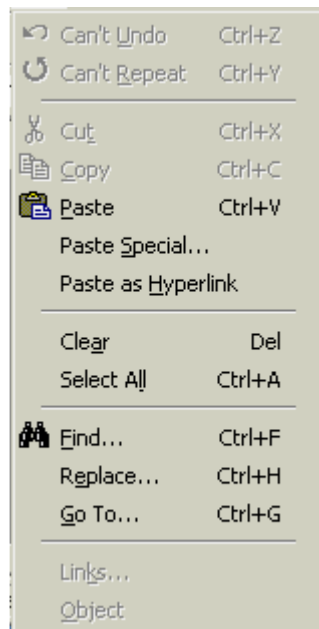 Can't Undo Ctrl+Z
Can't Repeat Ctrl+Y
Cut Ctrl+X
Copy Ctrl+C
Paste Ctrl+V
Paste Special...
Paste as Hyperlink
Clear Del
Select All Ctrl+A
Find... Ctrl+F
Replace... Ctrl+H
Go To... Ctrl+G
Links...
Object